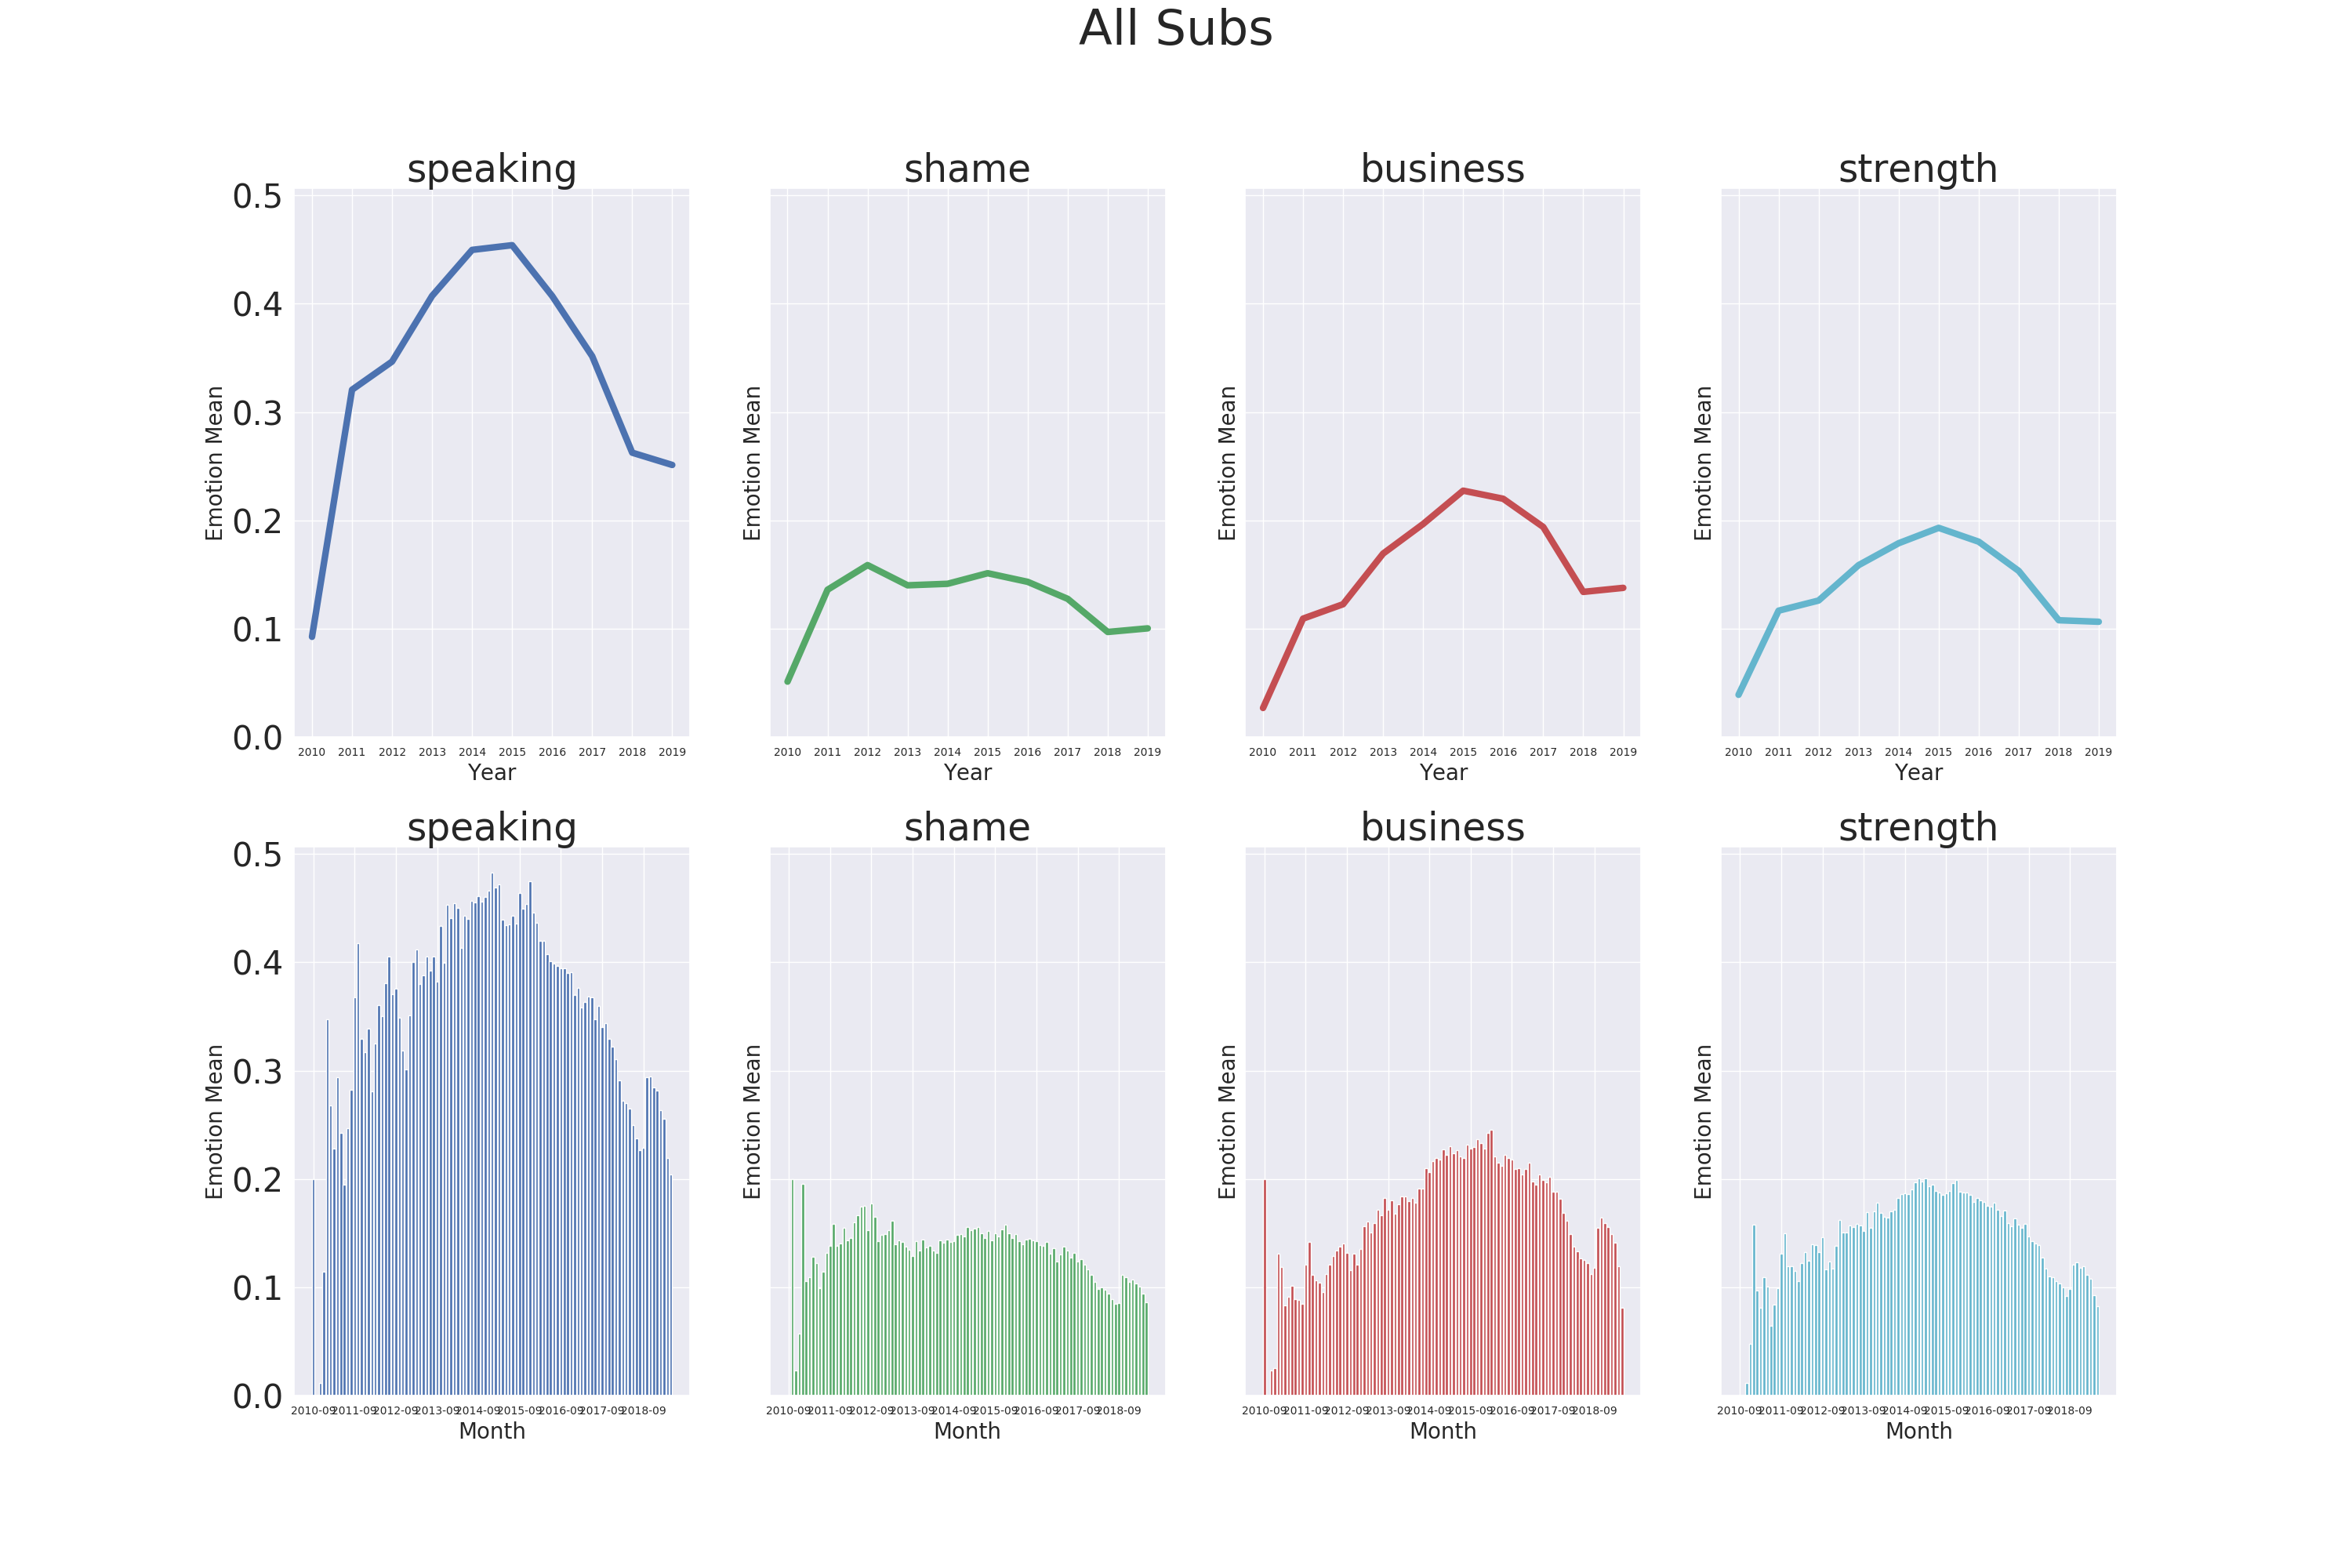 All Subs
speaking shame business strength
0.5
0.4
0.3
0.2
0.1
0.0
Emotion Mean Emotion Mean Emotion Mean Emotion Mean
2010 2011 2012 2013 2014 2015 2016 2017 2018 2019 2010 2011 2012 2013 2014 2015 2016 2017 2018 2019 2010 2011 2012 2013 2014 2015 2016 2017 2018 2019 2010 2011 2012 2013 2014 2015 2016 2017 2018 2019
Year Year Year Year
speaking shame business strength
0.5
0.4
0.3
0.2
0.1
0.0
Emotion Mean Emotion Mean Emotion Mean Emotion Mean
2010-09 2011-09 2012-09 2013-09 2014-09 2015-09 2016-09 2017-09 2018-09 2010-09 2011-09 2012-09 2013-09 2014-09 2015-09 2016-09 2017-09 2018-09 2010-09 2011-09 2012-09 2013-09 2014-09 2015-09 2016-09 2017-09 2018-09 2010-09 2011-09 2012-09 2013-09 2014-09 2015-09 2016-09 2017-09 2018-09
Month Month Month Month